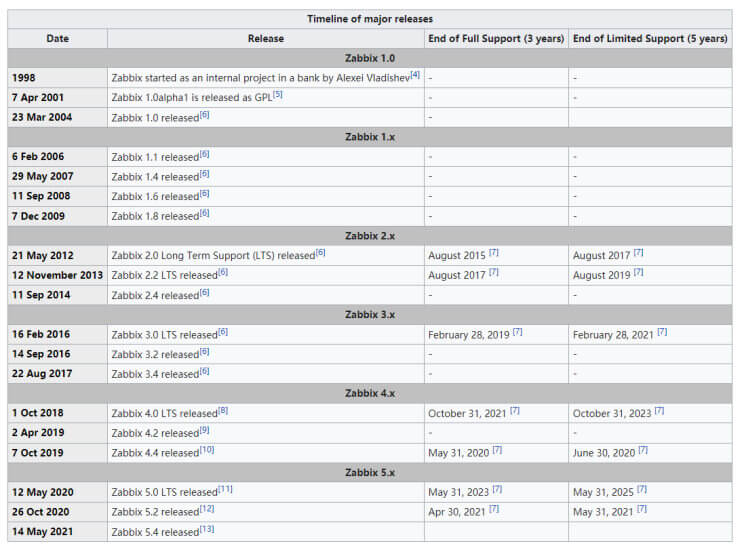 Timeline of major releases
Date Release End of Full Support (3 years) End of Limited Support (5 years)
Zabbix 1.0
1998 Zabbix started as an internal project in a bank by Alexei Vladishev[4] - -
7 Apr 2001 Zabbix 1.0alpha1 is released as GPL[5] - -
23 Mar 2004 Zabbix 1.0 released[6] -
Zabbix 1.x
6 Feb 2006 Zabbix 1.1 released[6] - -
29 May 2007 Zabbix 1.4 released[6] - -
11 Sep 2008 Zabbix 1.6 released[6] - -
7 Dec 2009 Zabbix 1.8 released[6] - -
Zabbix 2.x
21 May 2012 Zabbix 2.0 Long Term Support (LTS) released[6] August 2015 [7] August 2017 [7]
12 November 2013 Zabbix 2.2 LTS released[6] August 2017 [7] August 2019 [7]
11 Sep 2014 Zabbix 2.4 released[6] - -
Zabbix 3.x
16 Feb 2016 Zabbix 3.0 LTS released[6] February 28, 2019 [7] February 28, 2021 [7]
14 Sep 2016 Zabbix 3.2 released[6] - -
22 Aug 2017 Zabbix 3.4 released[6] - -
Zabbix 4.x
1 Oct 2018 Zabbix 4.0 LTS released[8] October 31, 2021 [7] October 31, 2023 [7]
2 Apr 2019 Zabbix 4.2 released[9] - -
7 Oct 2019 Zabbix 4.4 released[10] May 31, 2020 [7] June 30, 2020 [7]
Zabbix 5.x
12 May 2020 Zabbix 5.0 LTS released[11] May 31, 2023 [7] May 31, 2025 [7]
26 Oct 2020 Zabbix 5.2 released[12] Apr 30, 2021 [7] May 31, 2021 [7]
14 May 2021 Zabbix 5.4 released[13]